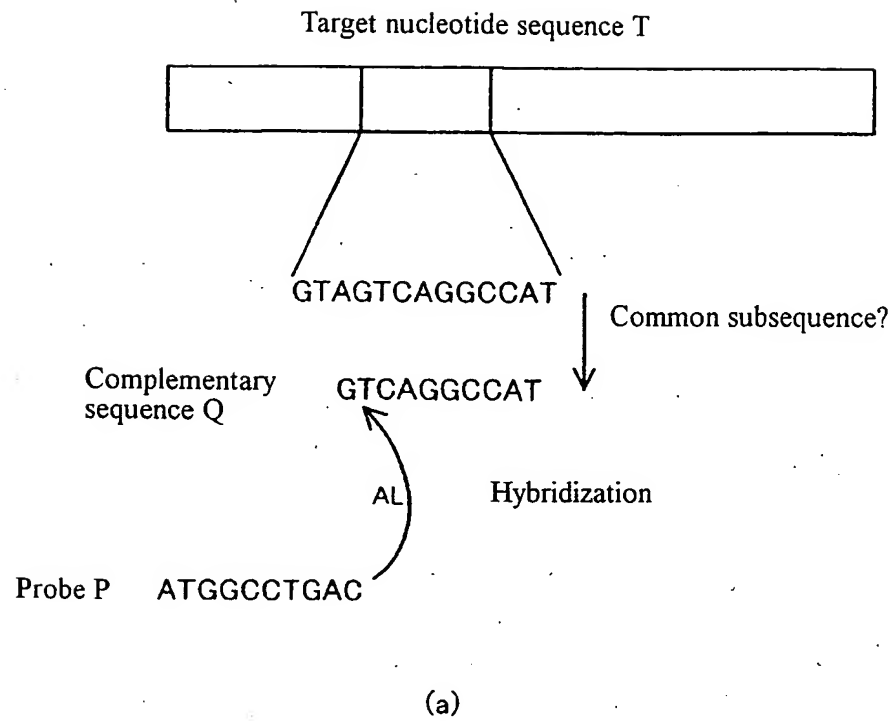 Target nucleotide sequence T
GTAGTCAGGCCAT
Common subsequence?
Complementary
sequence Q
GTCAGGCCAT
AL
Hybridization
Probe P
ATGGCCTGAC
(a)